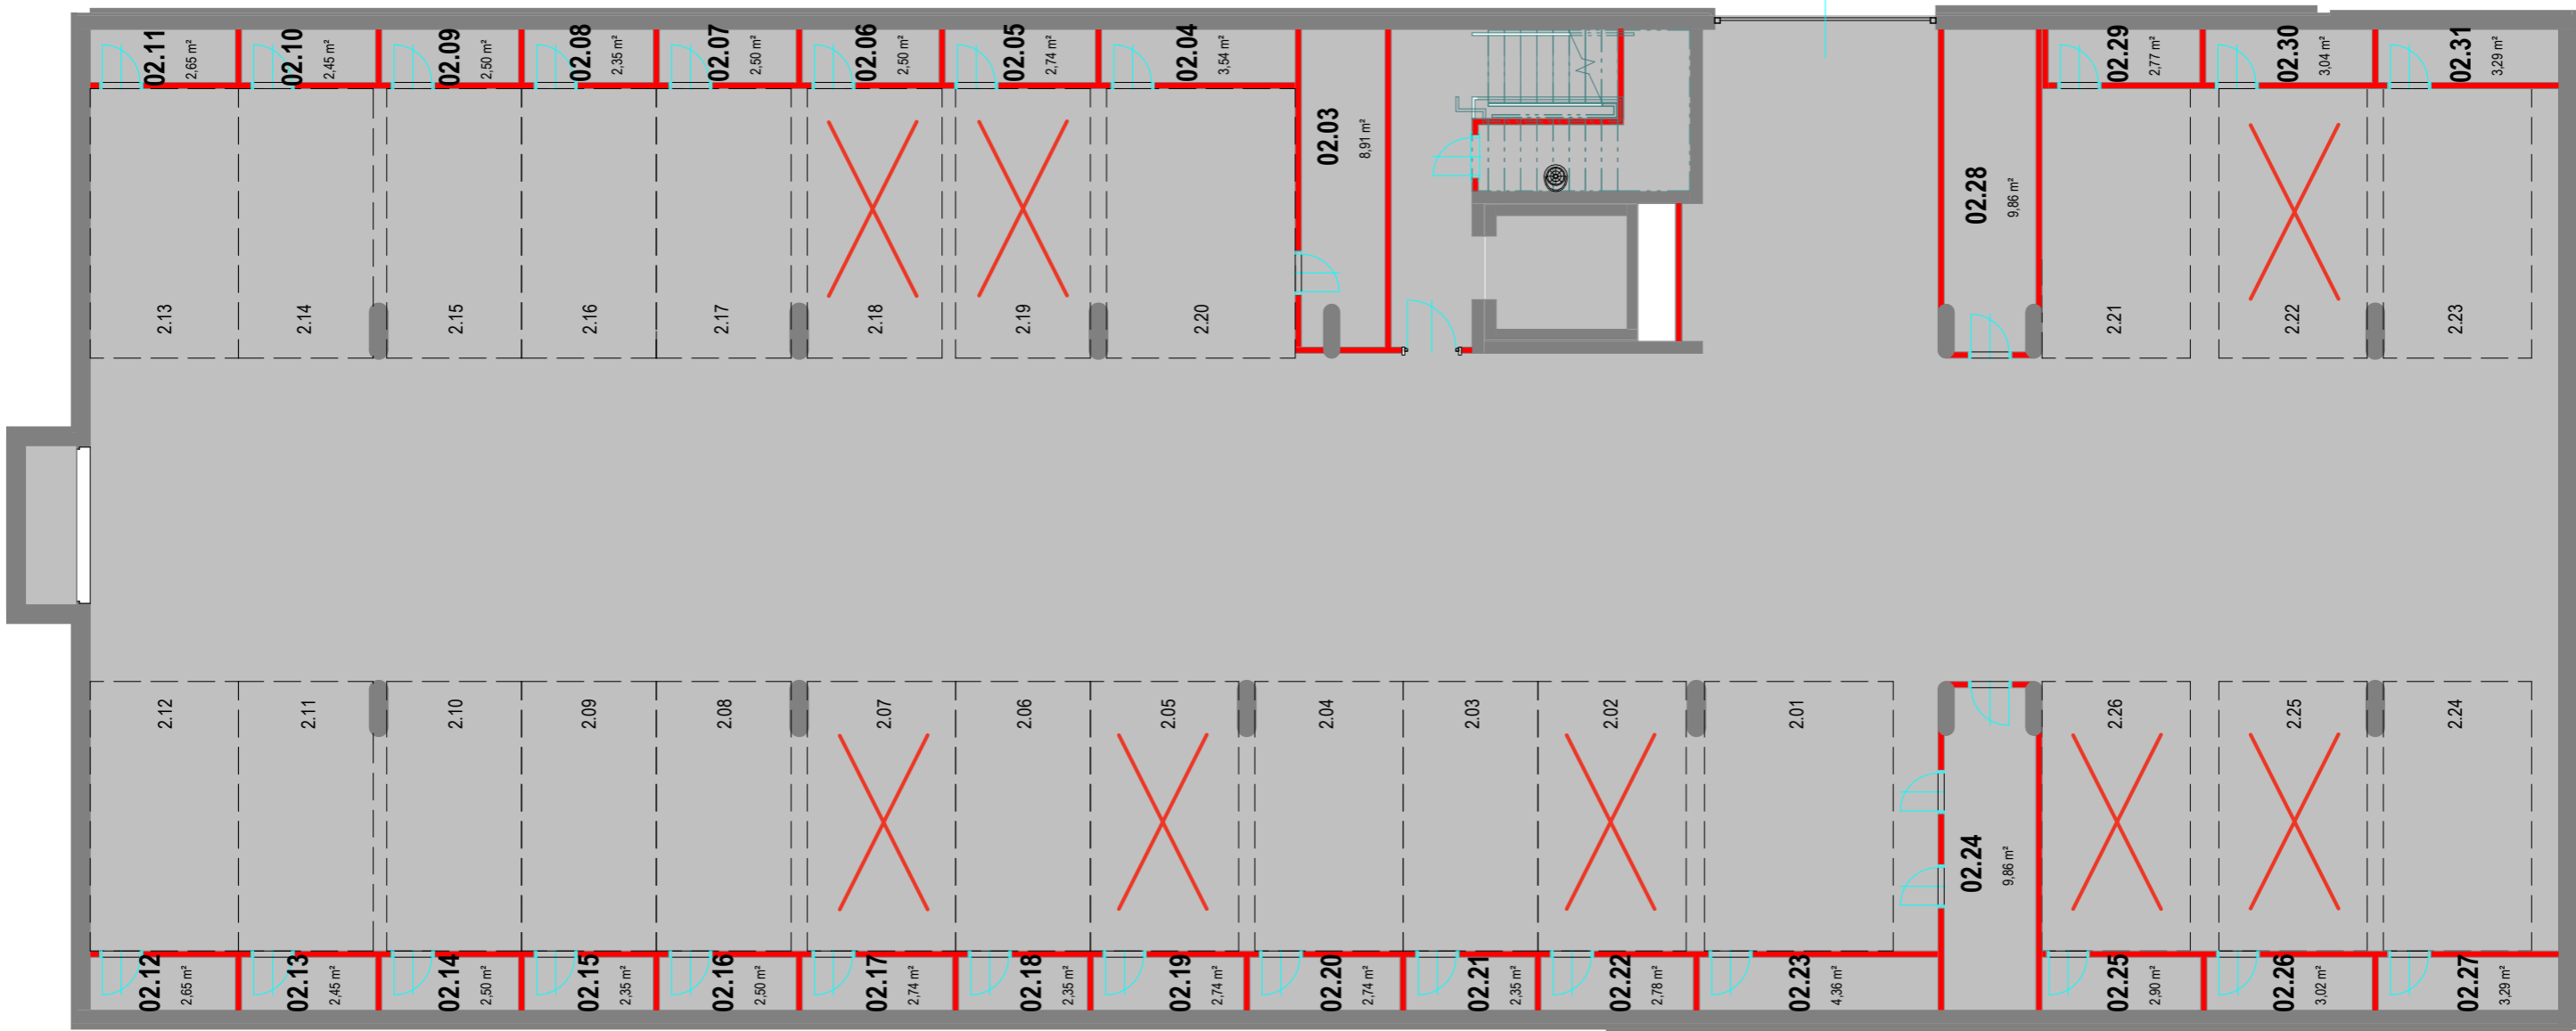 02.11
2,65 m²
02.10
2,45 m²
02.09
2,50 m²
02.08
2,35 m²
02.07
2,50 m²
02.06
2,50 m²
02.05
2,74 m²
02.04
3,54 m²
02.03
8,91 m²
02.28
9,86 m²
02.29
2,77 m²
02.30
3,04 m²
02.31
3,29 m²
2.13
2.14
2.15
2.16
2.17
2.18
2.19
2.20
2.21
2.22
2.23
2.12
2.11
2.10
2.09
2.08
2.07
2.06
2.05
2.04
2.03
2.02
2.01
2.26
2.25
2.24
02.24
9,86 m²
02.12
2,65 m²
02.13
2,45 m²
02.14
2,50 m²
02.15
2,35 m²
02.16
2,50 m²
02.17
2,74 m²
02.18
2,35 m²
02.19
2,74 m²
02.20
2,74 m²
02.21
2,35 m²
02.22
2,78 m²
02.23
4,36 m²
02.25
2,90 m²
02.26
3,02 m²
02.27
3,29 m²